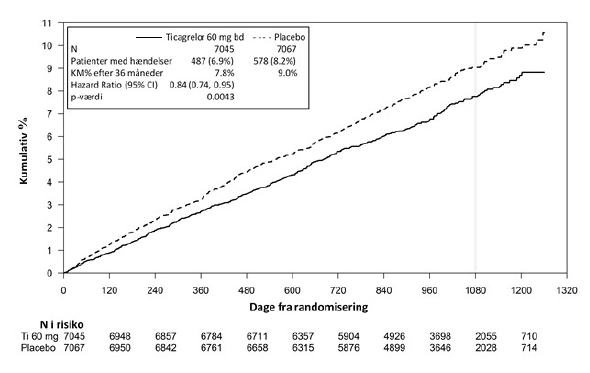 Ticagrelor 60 mg bd Placebo
N 7045 7067
Patienter med hændelser 487 (6.9%) 578 (8.2%)
KM% efter 36 måneder 7.8% 9.0%
Hazard Ratio (95% CI) 0.84 (0.74, 0.95)
p-værdi 0.0043
Kumulativ %
11
10
9
8
7
6
5
4
3
2
1
0
0 120 240 360 480 600 720 840 960 1080 1200 1320
Dage fra randomisering
N i risiko
Ti 60 mg 7045 6948 6857 6784 6711 6357 5904 4926 3698 2055 710
Placebo 7067 6950 6842 6761 6658 6315 5876 4899 3646 2028 714